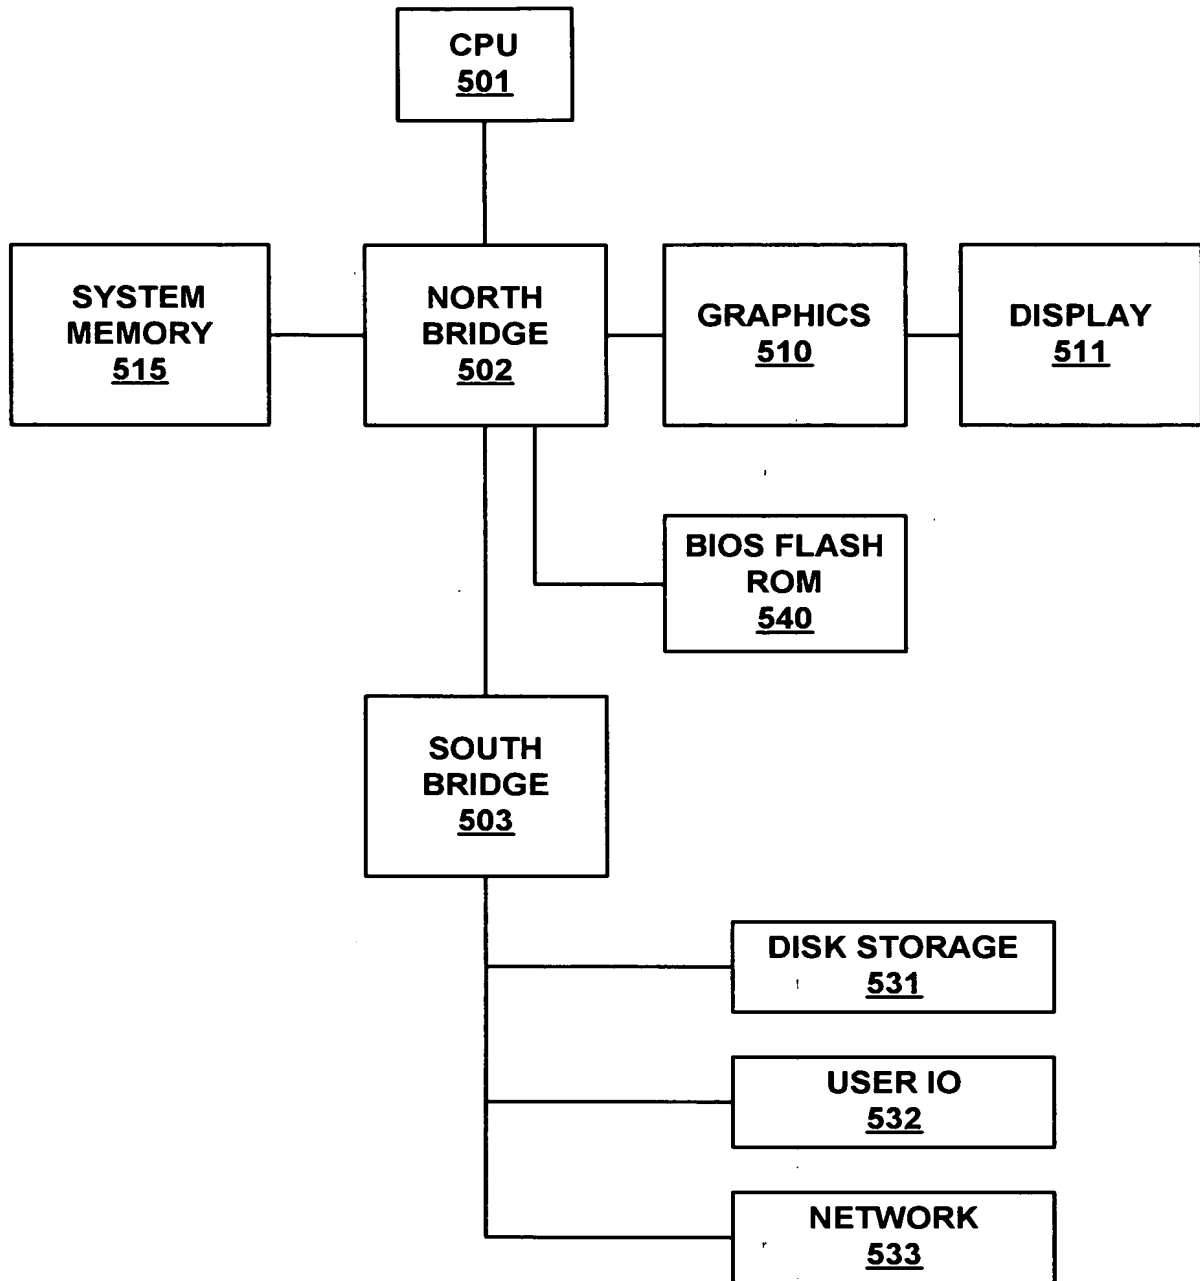 CPU
501
SYSTEM
MEMORY
515
NORTH
BRIDGE
502
GRAPHICS
510
DISPLAY
511
BIOS FLASH
ROM
540
SOUTH
BRIDGE
503
DISK STORAGE
531
USER IO
532
NETWORK
533